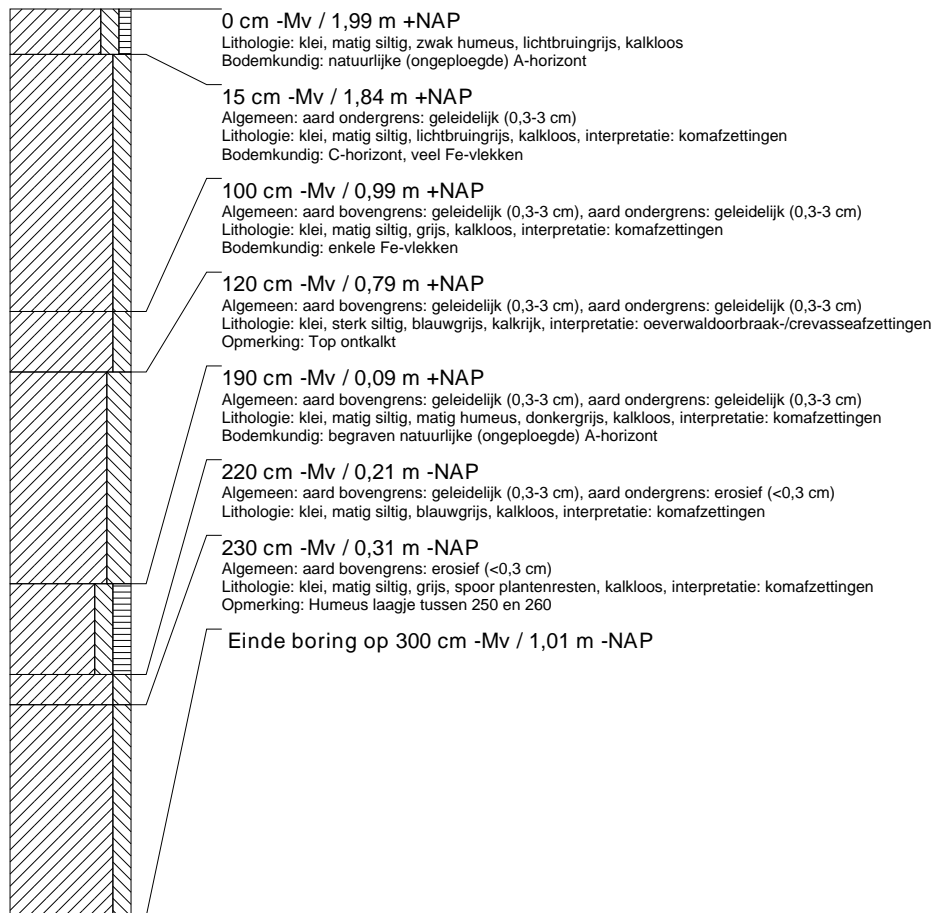 0 cm -Mv / 1,99 m +NAP
Lithologie: klei, matig siltig, zwak humeus, lichtbruingrijs, kalkloos
Bodemkundig: natuurlijke (ongeploegde) A-horizont
15 cm -Mv / 1,84 m +NAP
Algemeen: aard ondergrens: geleidelijk (0,3-3 cm)
Lithologie: klei, matig siltig, lichtbruingrijs, kalkloos, interpretatie: komafzettingen
Bodemkundig: C-horizont, veel Fe-vlekken
100 cm -Mv / 0,99 m +NAP
Algemeen: aard bovengrens: geleidelijk (0,3-3 cm), aard ondergrens: geleidelijk (0,3-3 cm)
Lithologie: klei, matig siltig, grijs, kalkloos, interpretatie: komafzettingen
Bodemkundig: enkele Fe-vlekken
120 cm -Mv / 0,79 m +NAP
Algemeen: aard bovengrens: geleidelijk (0,3-3 cm), aard ondergrens: geleidelijk (0,3-3 cm)
Lithologie: klei, sterk siltig, blauwgrijs, kalkrijk, interpretatie: oeverwaldoorbraak-/crevasseafzettingen
Opmerking: Top ontkalkt
190 cm -Mv / 0,09 m +NAP
Algemeen: aard bovengrens: geleidelijk (0,3-3 cm), aard ondergrens: geleidelijk (0,3-3 cm)
Lithologie: klei, matig siltig, matig humeus, donkergrijs, kalkloos, interpretatie: komafzettingen
Bodemkundig: begraven natuurlijke (ongeploegde) A-horizont
220 cm -Mv / 0,21 m -NAP
Algemeen: aard bovengrens: geleidelijk (0,3-3 cm), aard ondergrens: erosief (<0,3 cm)
Lithologie: klei, matig siltig, blauwgrijs, kalkloos, interpretatie: komafzettingen
230 cm -Mv / 0,31 m -NAP
Algemeen: aard bovengrens: erosief (<0,3 cm)
Lithologie: klei, matig siltig, grijs, spoor plantenresten, kalkloos, interpretatie: komafzettingen
Opmerking: Humeus laagje tussen 250 en 260
Einde boring op 300 cm -Mv / 1,01 m -NAP